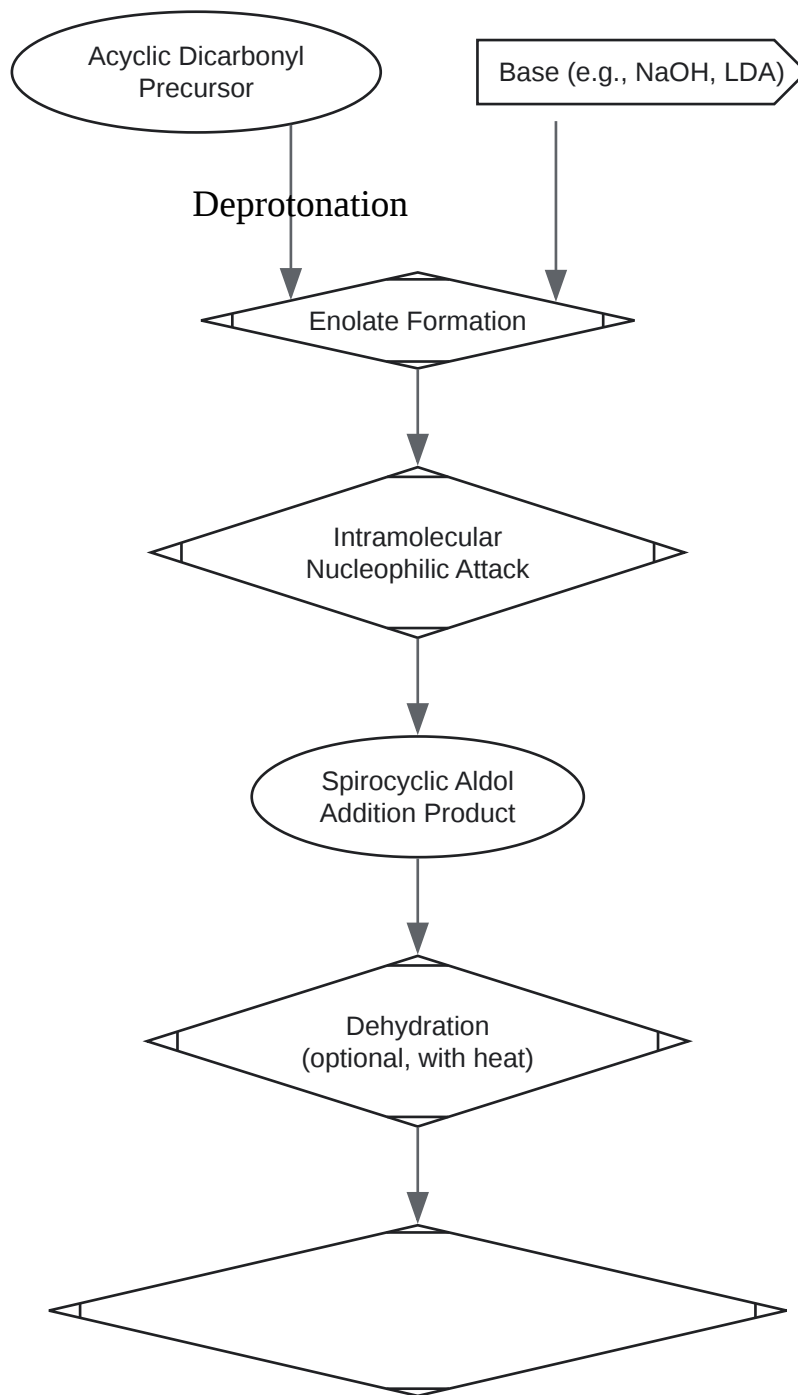 Acyclic Dicarbonyl
Precursor
Base (e.g., NaOH, LDA)
Deprotonation
Enolate Formation
Intramolecular
Nucleophilic Attack
Spirocyclic Aldol
Addition Product
Dehydration
(optional, with heat)